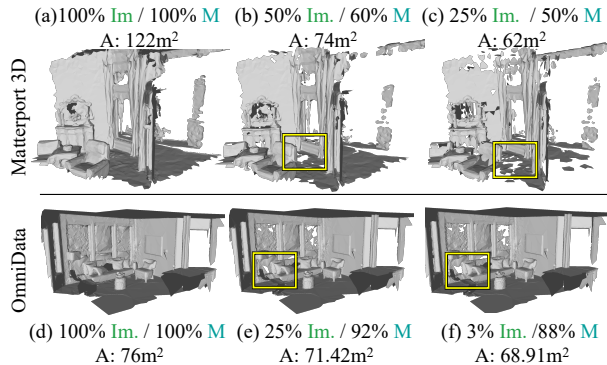 (a)100% Im / 100% M (b) 50% Im. / 60% M (c) 25% Im. / 50% M
A: 122m² A: 74m² A: 62m²
Matterport 3D
OmniData
(d) 100% Im. / 100% M (e) 25% Im. / 92% M (f) 3% Im. /88% M
A: 76m² A: 71.42m² A: 68.91m²